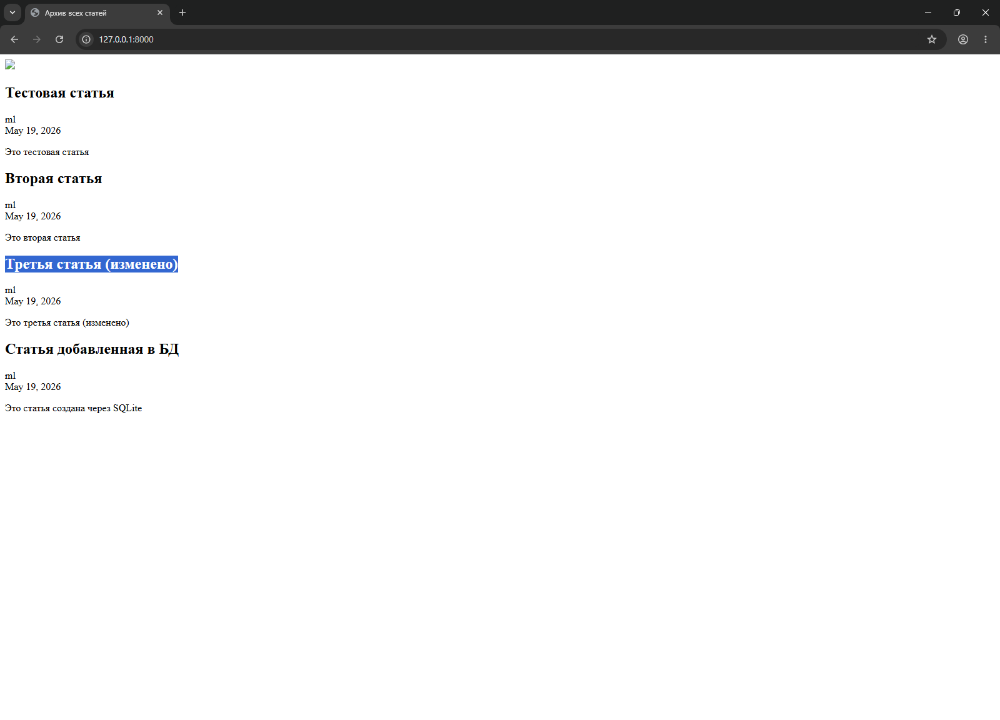 Архив всех статей
127.0.0.1:8000
Тестовая статья
ml
May 19, 2026
Это тестовая статья
Вторая статья
ml
May 19, 2026
Это вторая статья
Третья статья (изменено)
ml
May 19, 2026
Это третья статья (изменено)
Статья добавленная в БД
ml
May 19, 2026
Это статья создана через SQLite